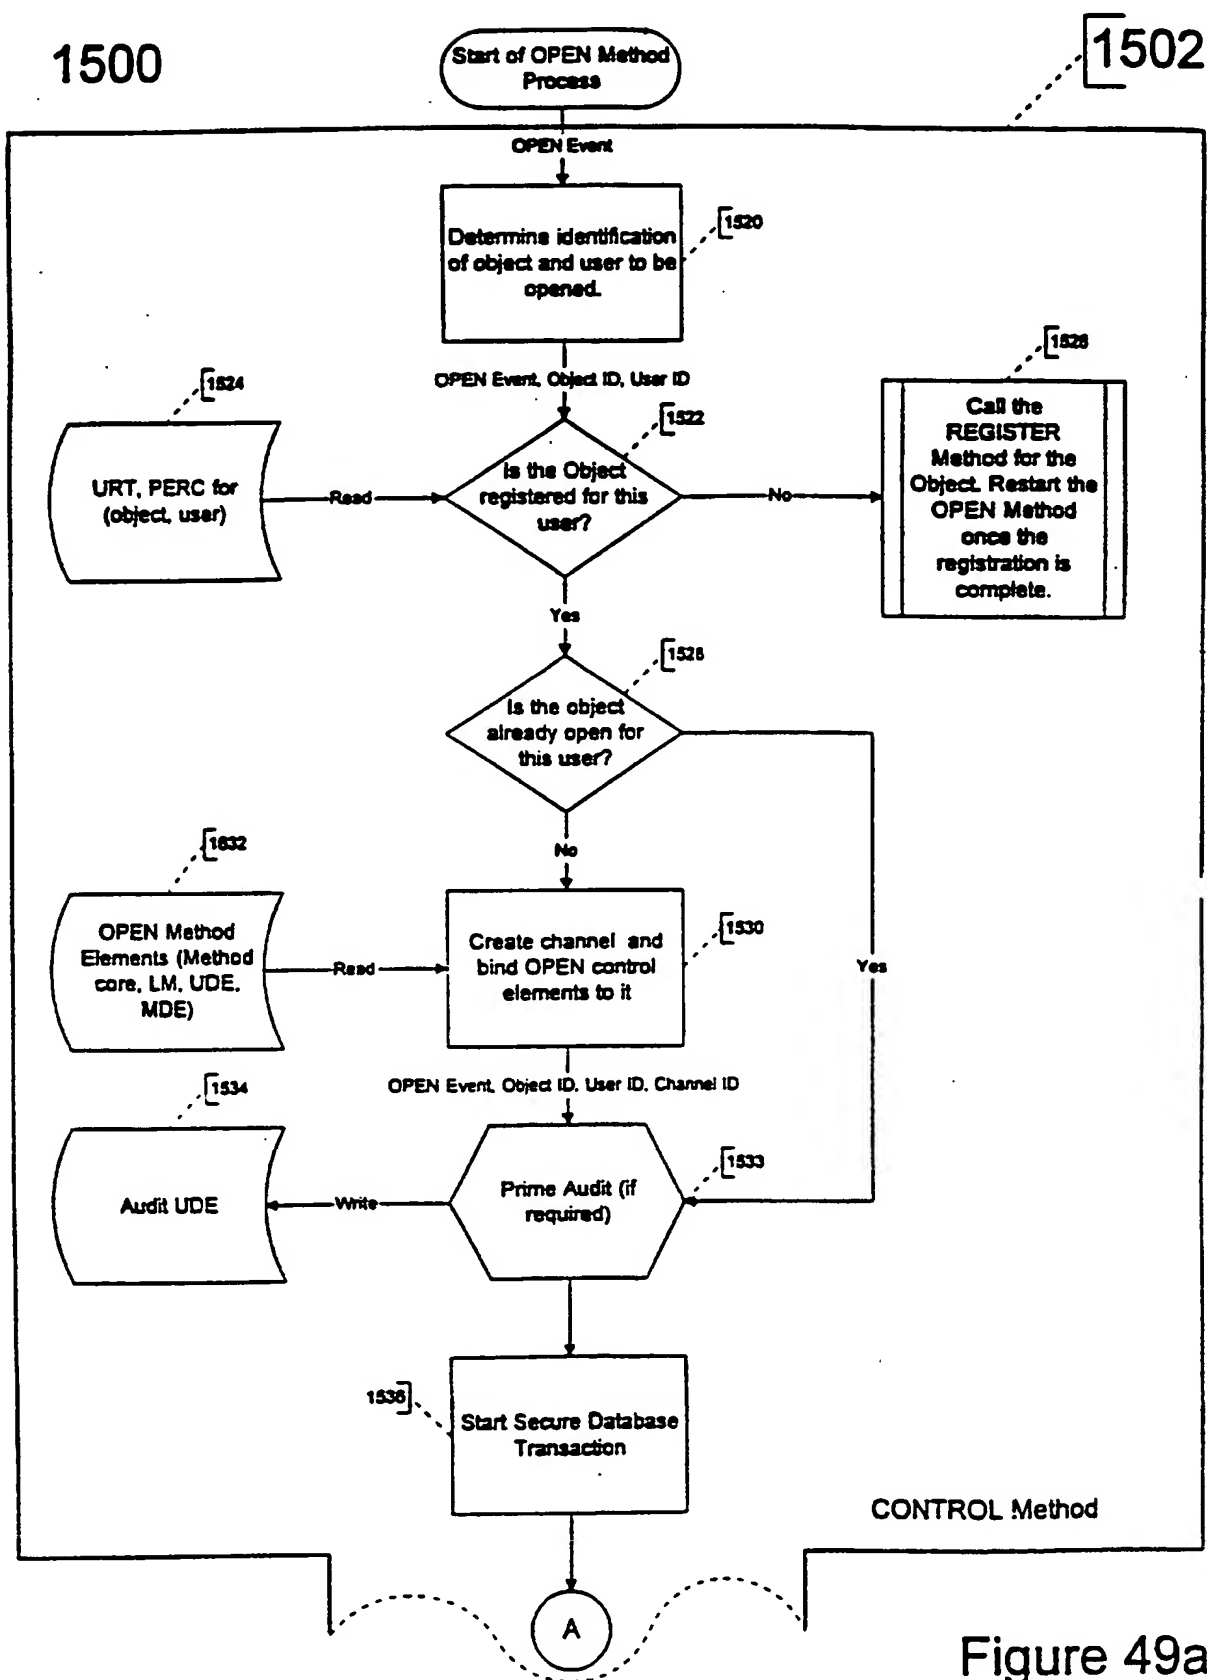 1500
1502
Start of OPEN Method
Process
OPEN Event
1520
Determine identification
of object and user to be
opened.
OPEN Event, Object ID, User ID
1526
1524
1522
URT, PERC for
(object, user)
Read
Is the Object
registered for this
user?
No
Call the
REGISTER
Method for the
Object. Restart the
OPEN Method
once the
registration is
complete.
Yes
1528
Is the object
already open for
this user?
No
Yes
1632
OPEN Method
Elements (Method
core, LM, UDE,
MDE)
Read
1530
Create channel and
bind OPEN control
elements to it
OPEN Event, Object ID, User ID, Channel ID
1534
Audit UDE
Write
1533
Prime Audit (if
required)
1536
Start Secure Database
Transaction
CONTROL Method
A
Figure 49a